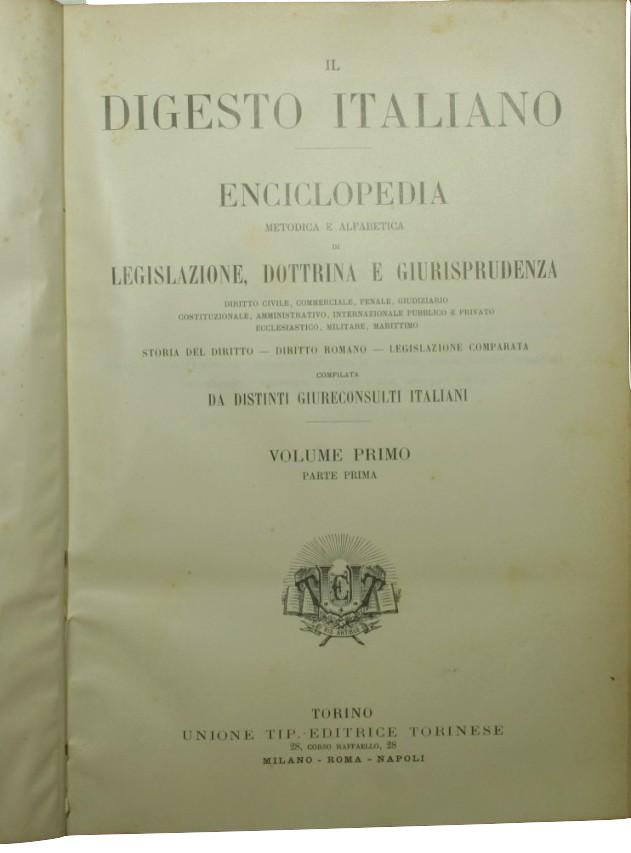 IL
DIGESTO ITALIANO
ENCICLOPEDIA
METODICA E ALFABETICA
DI
LEGISLAZIONE, DOTTRINA E GIURISPRUDENZA
DIRITTO CIVILE, COMMERCIALE, PENALE, GIUDIZIARIO
COSTITUZIONALE, AMMINISTRATIVO, INTERNAZIONALE PUBBLICO E PRIVATO
ECCLESIASTICO, MILITARE, MARITTIMO
STORIA DEL DIRITTO — DIRITTO ROMANO — LEGISLAZIONE COMPARATA
COMPILATA
DA DISTINTI GIURECONSULTI ITALIANI
VOLUME PRIMO
PARTE PRIMA
TORINO
UNIONE TIP.-EDITRICE TORINESE
28, CORSO RAFFAELLO, 28
MILANO - ROMA - NAPOLI